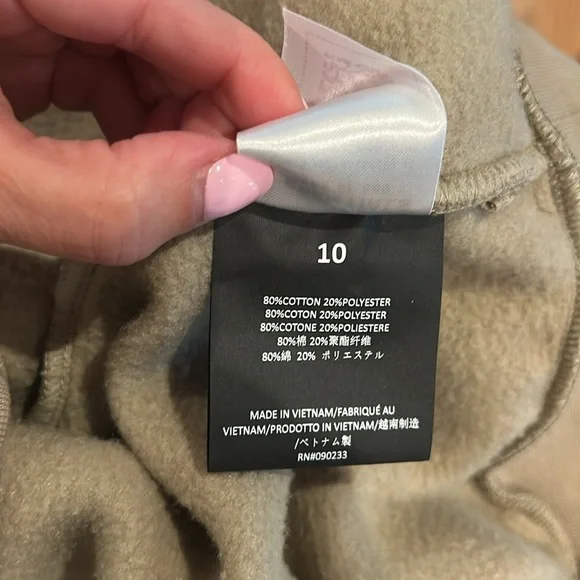 10
80%COTTON 20%POLYESTER
80%COTON 20%POLYESTER
80%COTONE 20%POLIESTERE
80%棉 20%聚酯纤维
80%綿 20% ポリエステル
MADE IN VIETNAM/FABRIQUÉ AU
VIETNAM/PRODOTTO IN VIETNAM/越南制造
/ベトナム製
RN#090233